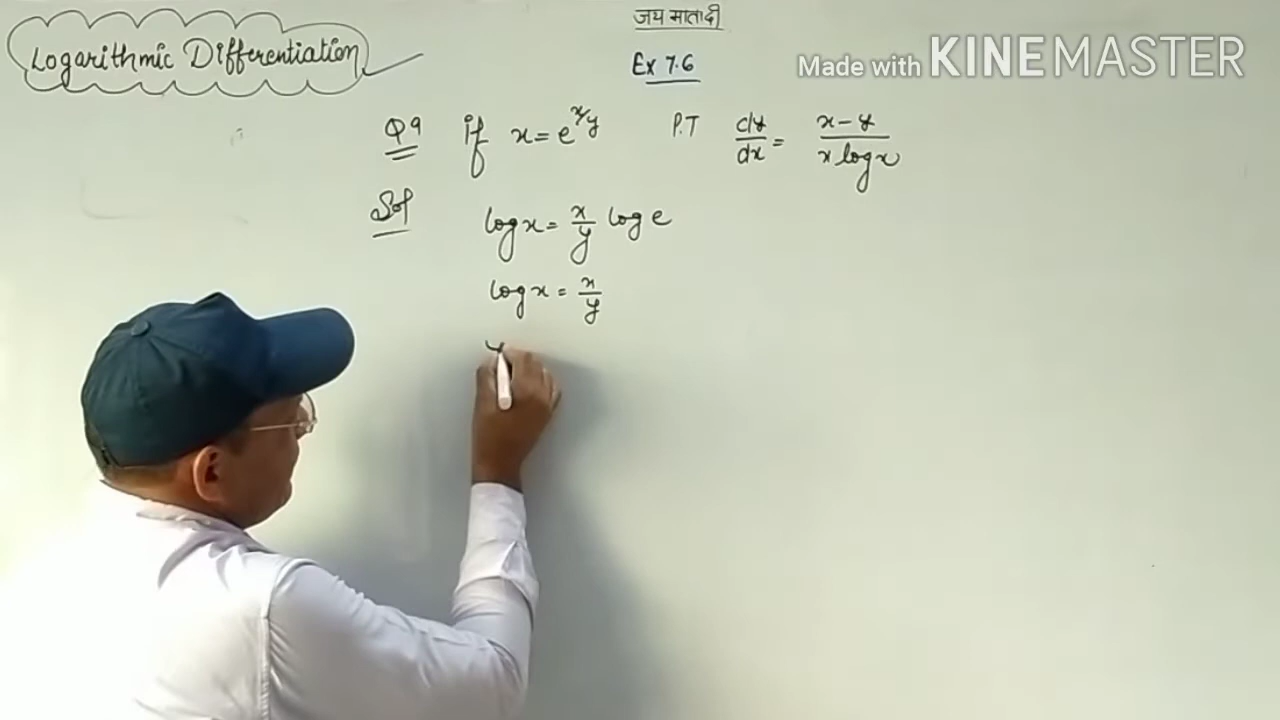 जय माता दी
Logarithmic Differentiation
Ex 7.6
Made with KINEMASTER
Q9 If x = e^x/y P.T dy/dx = x-y/x log x
Sol
log x = x/y log e
log x = x/y
y